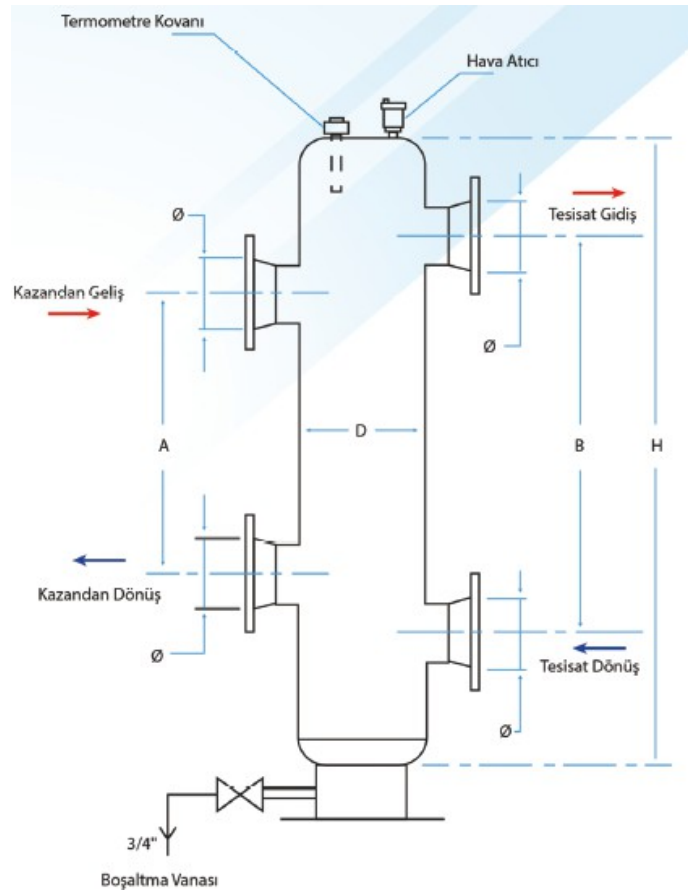 Termometre Kovanı
Hava Atıcı
Ø
Tesisat Gidiş
Kazandan Geliş
Ø
A
D
B
H
Kazandan Dönüş
Ø
Tesisat Dönüş
Ø
3/4"
Boşaltma Vanası